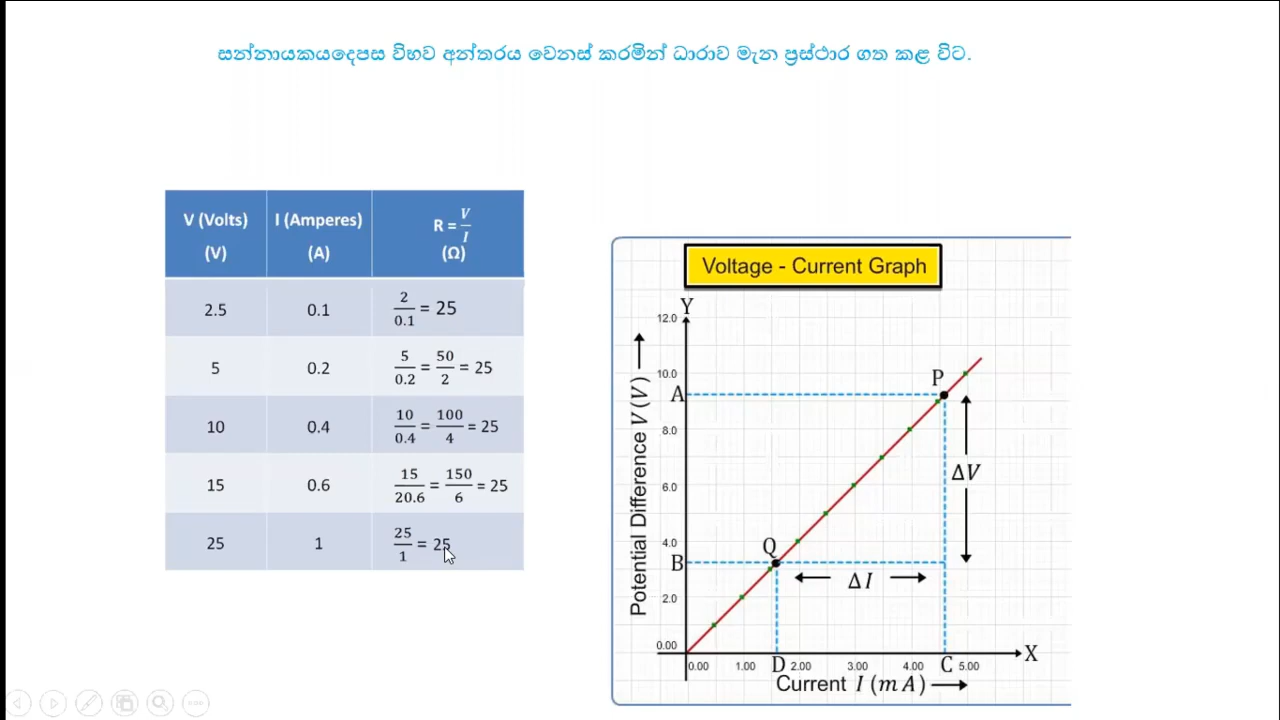 සන්නායකයදෙපස විභව අන්තරය වෙනස් කරමින් ධාරාව මැන ප්‍රස්ථාර ගත කළ විට.
V (Volts) I (Amperes) R = V/I
(V) (A) (Ω)
2.5 0.1 2/0.1 = 25
5 0.2 5/0.2 = 50/2 = 25
10 0.4 10/0.4 = 100/4 = 25
15 0.6 15/20.6 = 150/6 = 25
25 1 25/1 = 25
Voltage - Current Graph
Y
12.0
10.0
8.0
6.0
4.0
2.0
0.00
Potential Difference V (V)
A
B
P
Q
ΔV
ΔI
X
0.00 1.00 D 2.00 3.00 4.00 C 5.00
Current I (m A)